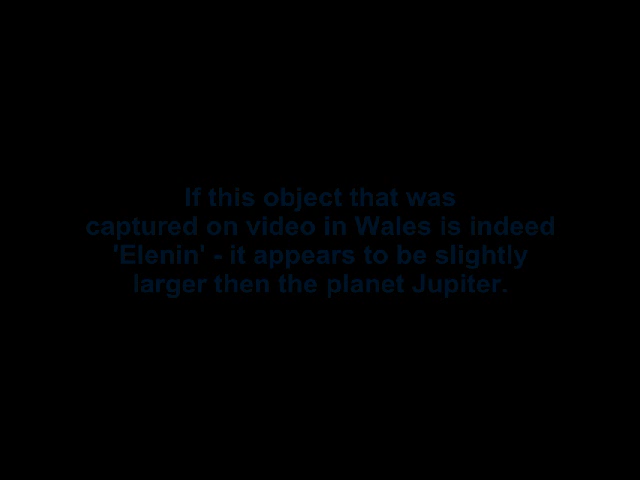 If this object that was
captured on video in Wales is indeed
'Elenin' - it appears to be slightly
larger then the planet Jupiter.